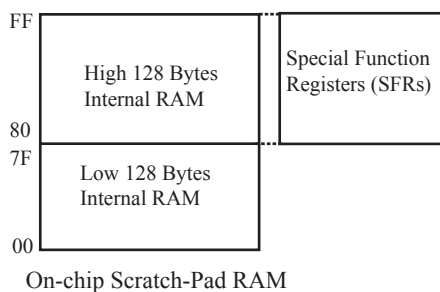 FF
High 128 Bytes
Internal RAM
Special Function
Registers (SFRs)
80
7F
Low 128 Bytes
Internal RAM
00
On-chip Scratch-Pad RAM